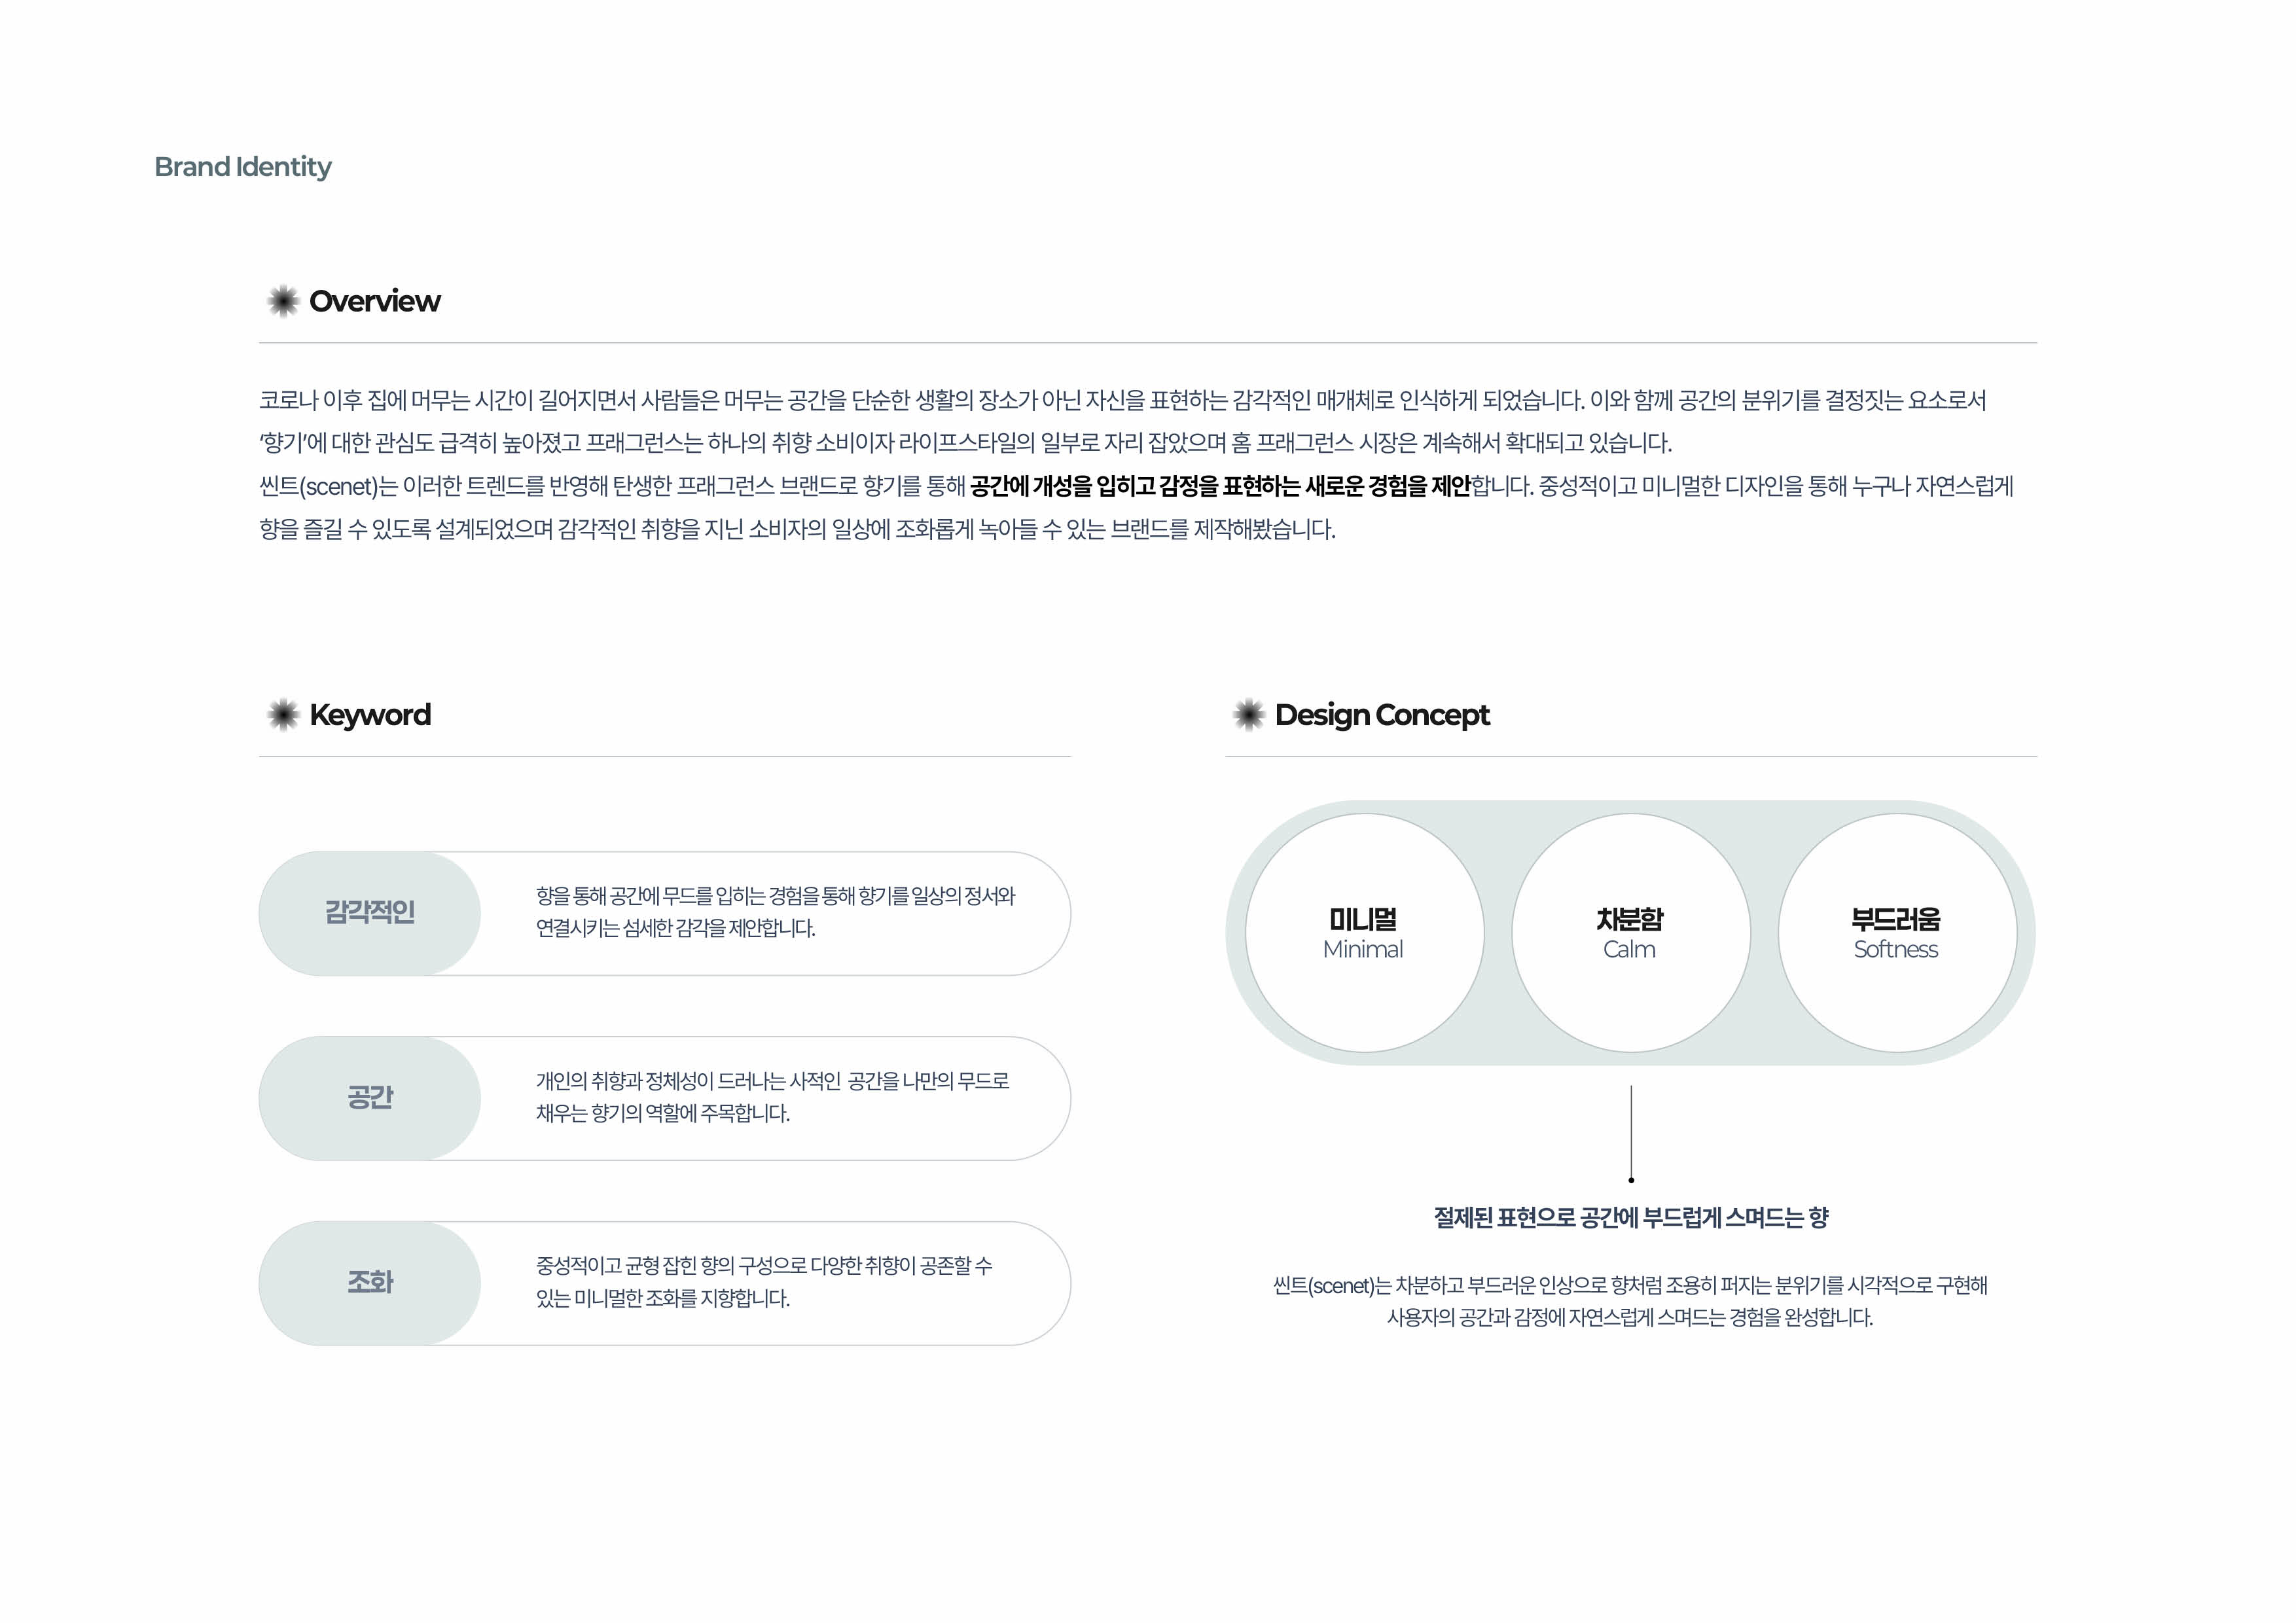 Brand Identity
Overview
코로나 이후 집에 머무는 시간이 길어지면서 사람들은 머무는 공간을 단순한 생활의 장소가 아닌 자신을 표현하는 감각적인 매개체로 인식하게 되었습니다. 이와 함께 공간의 분위기를 결정짓는 요소로서
‘향기’에 대한 관심도 급격히 높아졌고 프래그런스는 하나의 취향 소비이자 라이프스타일의 일부로 자리 잡았으며 홈 프래그런스 시장은 계속해서 확대되고 있습니다.
씬트(scenet)는 이러한 트렌드를 반영해 탄생한 프래그런스 브랜드로 향기를 통해 공간에 개성을 입히고 감정을 표현하는 새로운 경험을 제안합니다. 중성적이고 미니멀한 디자인을 통해 누구나 자연스럽게
향을 즐길 수 있도록 설계되었으며 감각적인 취향을 지닌 소비자의 일상에 조화롭게 녹아들 수 있는 브랜드를 제작해봤습니다.
Keyword
감각적인
향을 통해 공간에 무드를 입히는 경험을 통해 향기를 일상의 정서와
연결시키는 섬세한 감각을 제안합니다.
공간
개인의 취향과 정체성이 드러나는 사적인 공간을 나만의 무드로
채우는 향기의 역할에 주목합니다.
조화
중성적이고 균형 잡힌 향의 구성으로 다양한 취향이 공존할 수
있는 미니멀한 조화를 지향합니다.
Design Concept
미니멀
Minimal
차분함
Calm
부드러움
Softness
절제된 표현으로 공간에 부드럽게 스며드는 향
씬트(scenet)는 차분하고 부드러운 인상으로 향처럼 조용히 퍼지는 분위기를 시각적으로 구현해
사용자의 공간과 감정에 자연스럽게 스며드는 경험을 완성합니다.